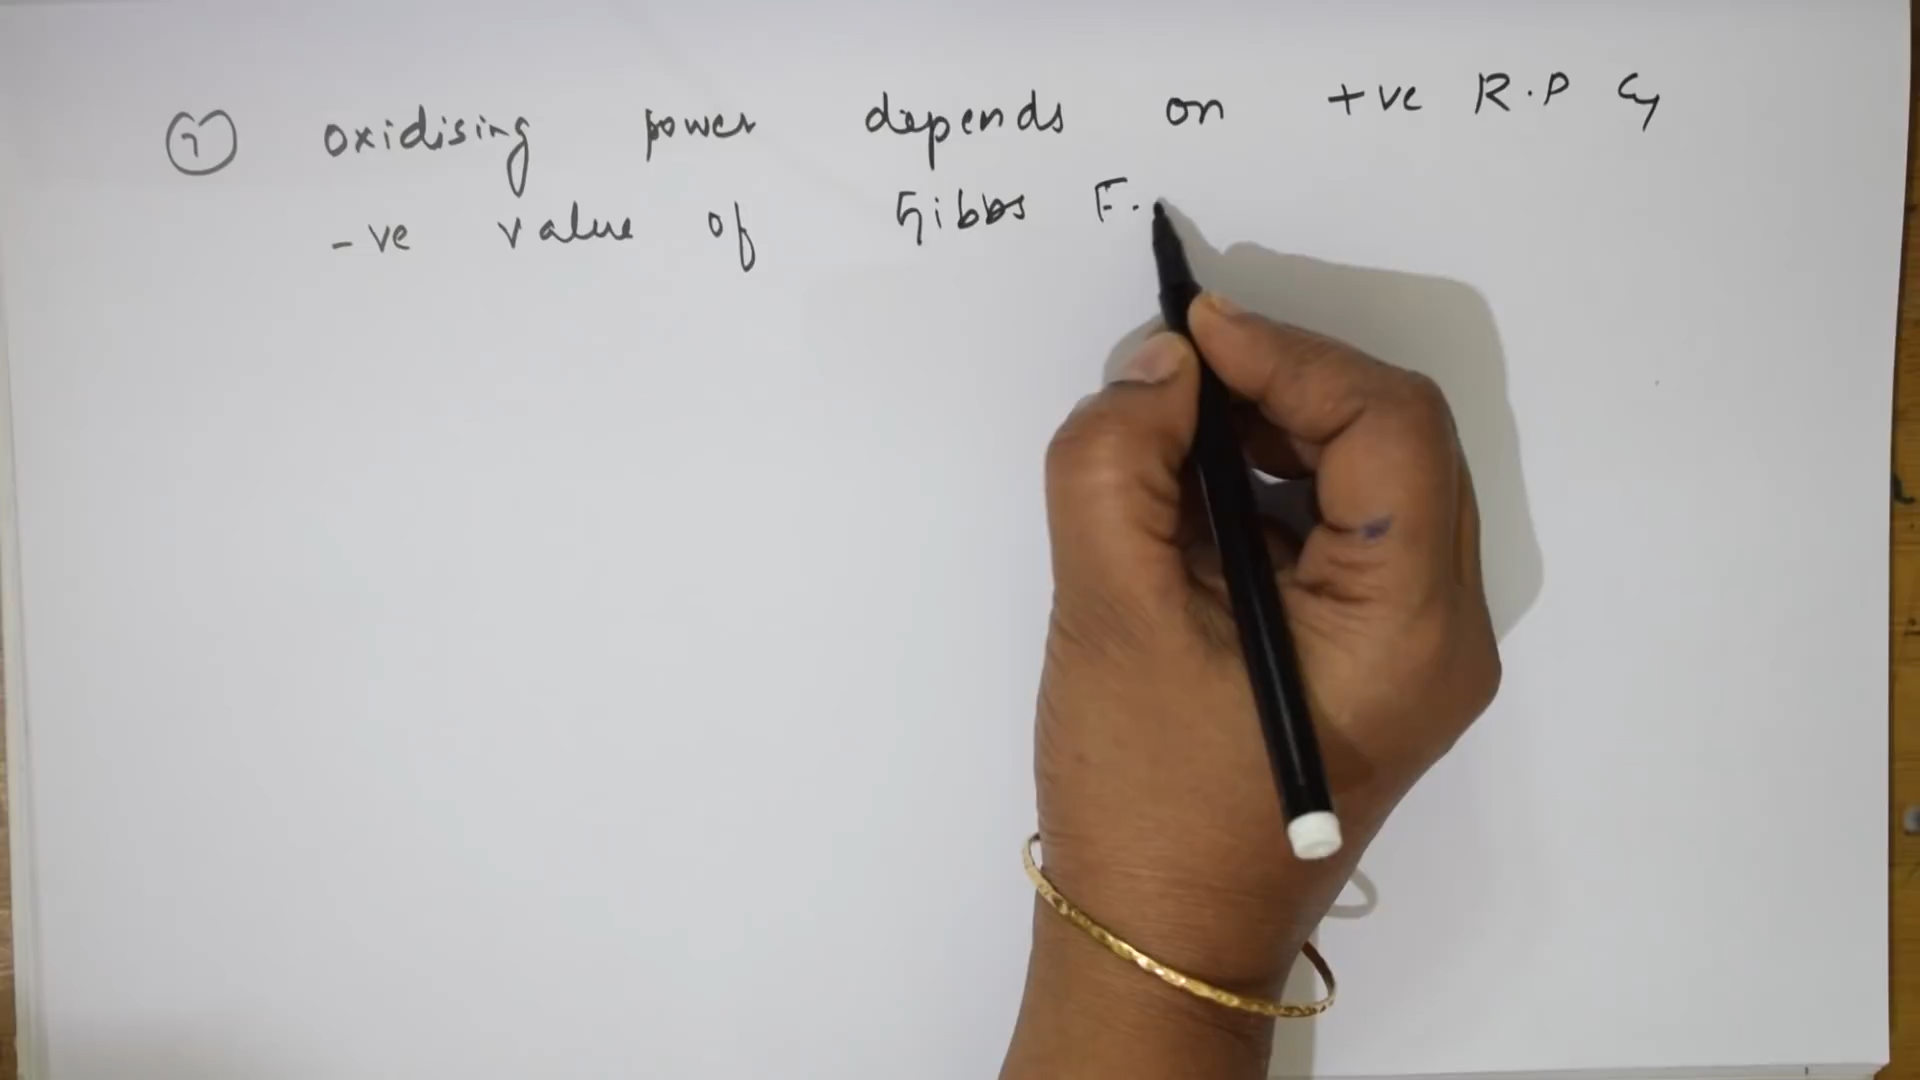 7 oxidising power depends on +ve R.P &
-ve value of Gibbs F.